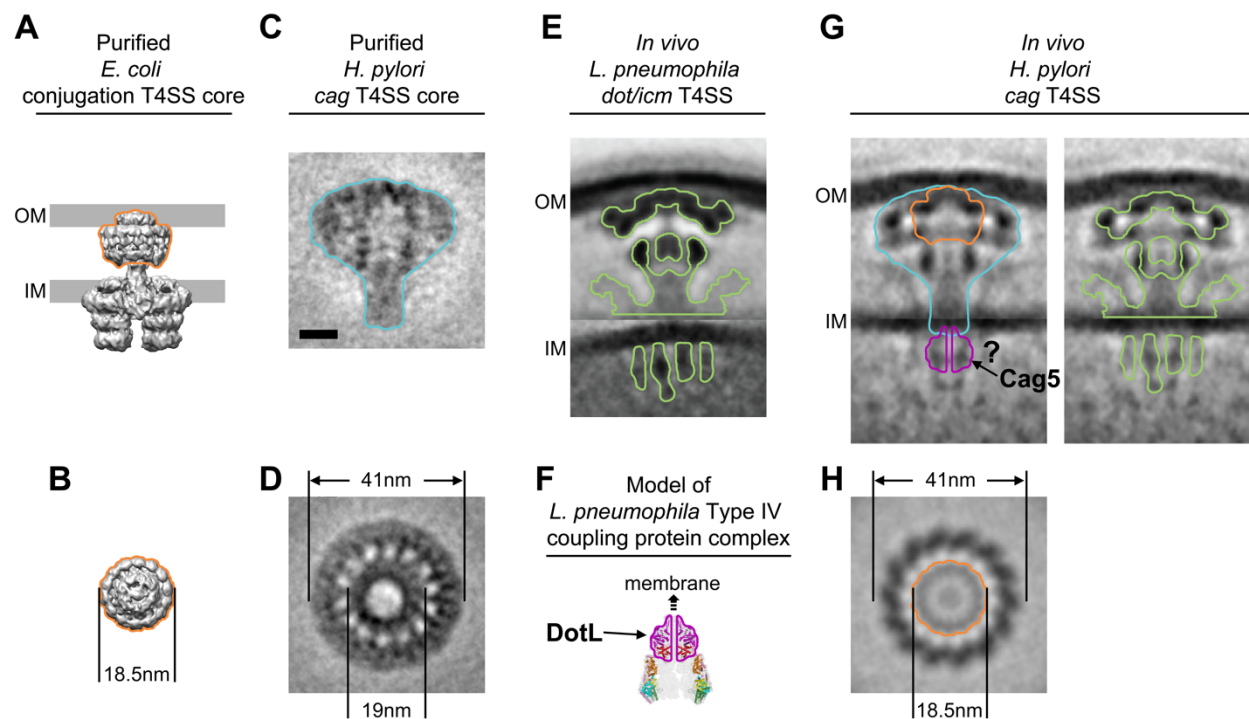 A
Purified
E. coli
conjugation T4SS core
OM
IM
C
Purified
H. pylori
cag T4SS core
E
In vivo
L. pneumophila
dot/icm T4SS
OM
IM
G
In vivo
H. pylori
cag T4SS
OM
IM
?
Cag5
B
18.5nm
D
41nm
19nm
F
Model of
L. pneumophila Type IV
coupling protein complex
membrane
DotL
H
41nm
18.5nm